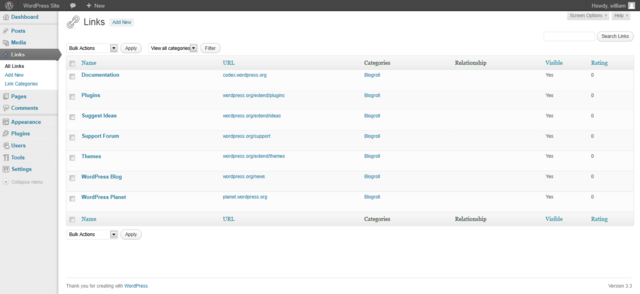 WordPress Site New Howdy, william
Dashboard
Links Add New Screen Options Help
Posts
Media
Links
All Links
Add New
Link Categories
Pages
Comments
Appearance
Plugins
Users
Tools
Settings
Collapse menu
Search Links
Bulk Actions Apply View all categories Filter
Name URL Categories Relationship Visible Rating
Documentation codex.wordpress.org Blogroll Yes 0
Plugins wordpress.org/extend/plugins Blogroll Yes 0
Suggest Ideas wordpress.org/extend/ideas Blogroll Yes 0
Support Forum wordpress.org/support Blogroll Yes 0
Themes wordpress.org/extend/themes Blogroll Yes 0
WordPress Blog wordpress.org/news Blogroll Yes 0
WordPress Planet planet.wordpress.org Blogroll Yes 0
Name URL Categories Relationship Visible Rating
Bulk Actions Apply
Thank you for creating with WordPress Version 3.3